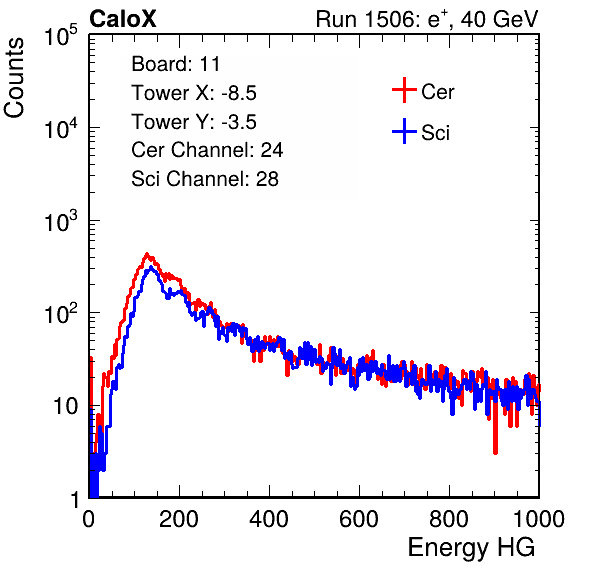 CaloX Run 1506: e⁺, 40 GeV
Counts
Board: 11
Tower X: -8.5
Tower Y: -3.5
Cer Channel: 24
Sci Channel: 28
Cer
Sci
10⁵
10⁴
10³
10²
10
1
0 200 400 600 800 1000
Energy HG